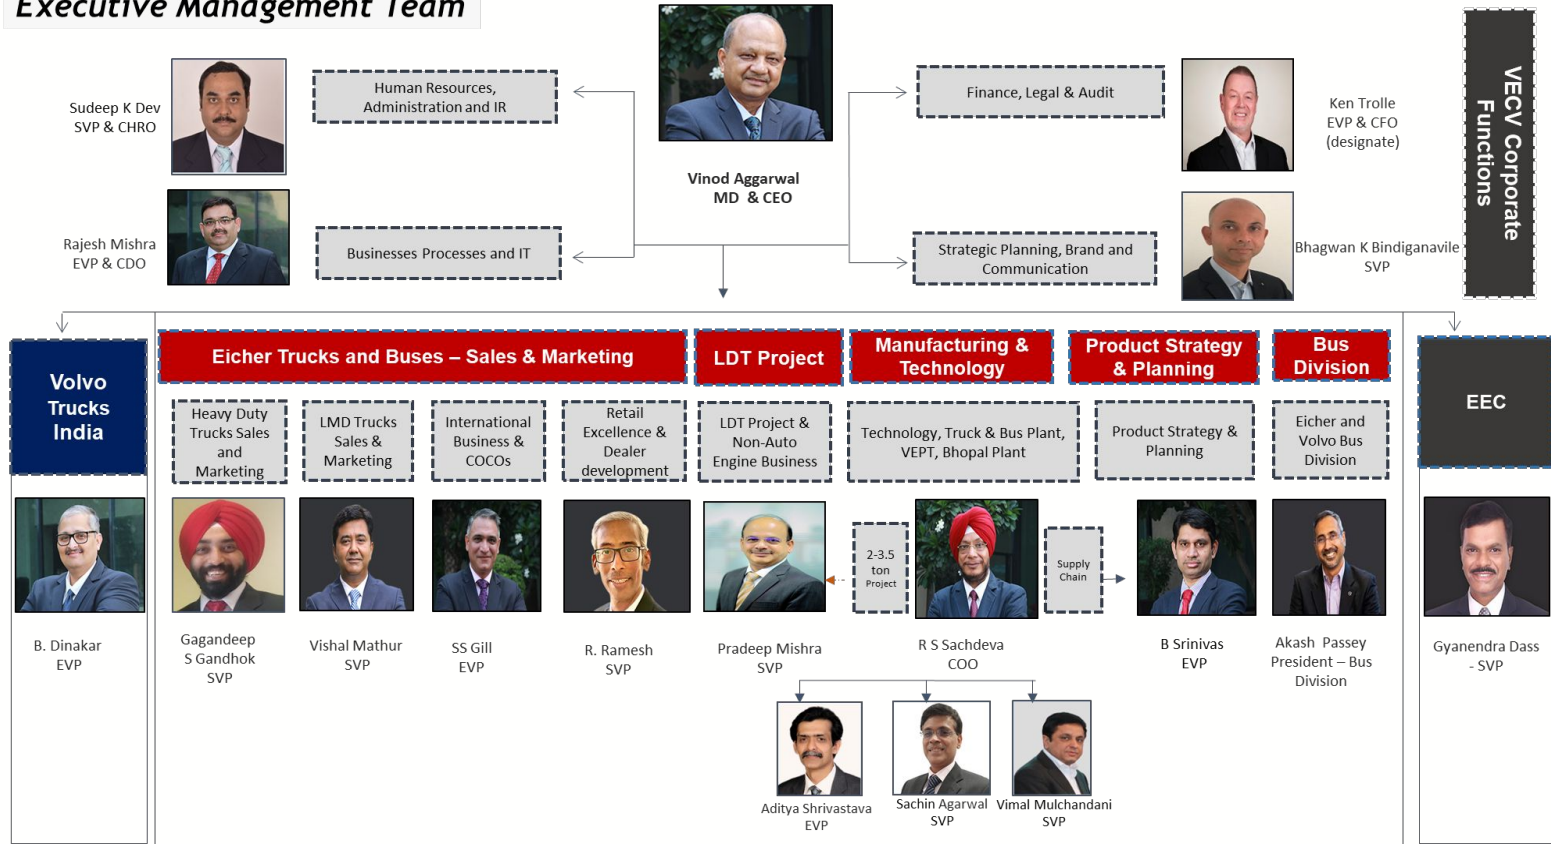 Executive Management Team
Sudeep K Dev
SVP & CHRO
Human Resources,
Administration and IR
Vinod Aggarwal
MD & CEO
Finance, Legal & Audit
Ken Trolle
EVP & CFO
(designate)
VECV Corporate
Functions
Rajesh Mishra
EVP & CDO
Businesses Processes and IT
Strategic Planning, Brand and
Communication
Bhagwan K Bindiganavile
SVP
Volvo
Trucks
India
Eicher Trucks and Buses – Sales & Marketing
LDT Project
Manufacturing &
Technology
Product Strategy
& Planning
Bus
Division
EEC
Heavy Duty
Trucks Sales
and
Marketing
LMD Trucks
Sales &
Marketing
International
Business &
COCOs
Retail
Excellence &
Dealer
development
LDT Project &
Non-Auto
Engine Business
Technology, Truck & Bus Plant,
VEPT, Bhopal Plant
Product Strategy &
Planning
Eicher and
Volvo Bus
Division
2-3.5
ton
Project
Supply
Chain
B. Dinakar
EVP
Gagandeep
S Gandhok
SVP
Vishal Mathur
SVP
SS Gill
EVP
R. Ramesh
SVP
Pradeep Mishra
SVP
R S Sachdeva
COO
B Srinivas
EVP
Akash Passey
President – Bus
Division
Gyanendra Dass
- SVP
Aditya Shrivastava
EVP
Sachin Agarwal
SVP
Vimal Mulchandani
SVP